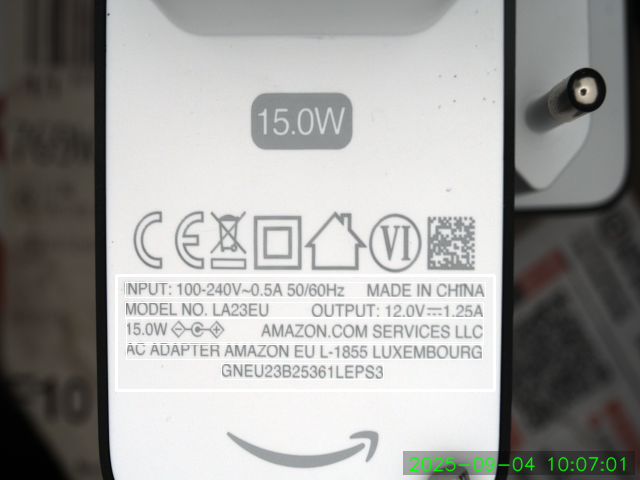 15.0W
CE VI
INPUT: 100-240V~0.5A 50/60Hz MADE IN CHINA
MODEL NO. LA23EU OUTPUT: 12.0V⎓1.25A
15.0W AMAZON.COM SERVICES LLC
AC ADAPTER AMAZON EU L-1855 LUXEMBOURG
GNEU23B25361LEPS3
2025-09-04 10:07:01